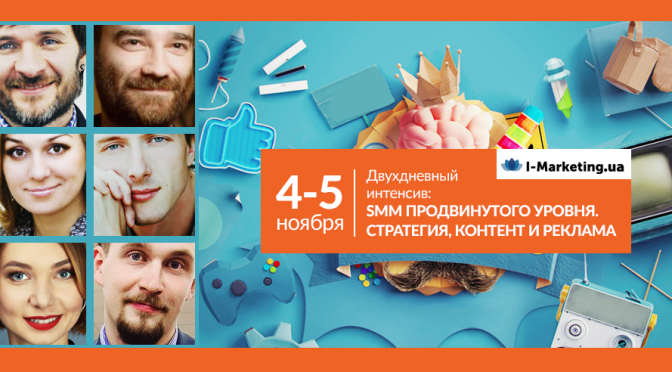 I-Marketing.ua
4-5
ноября
Двухдневный
интенсив:
SMM ПРОДВИНУТОГО УРОВНЯ.
СТРАТЕГИЯ, КОНТЕНТ И РЕКЛАМА